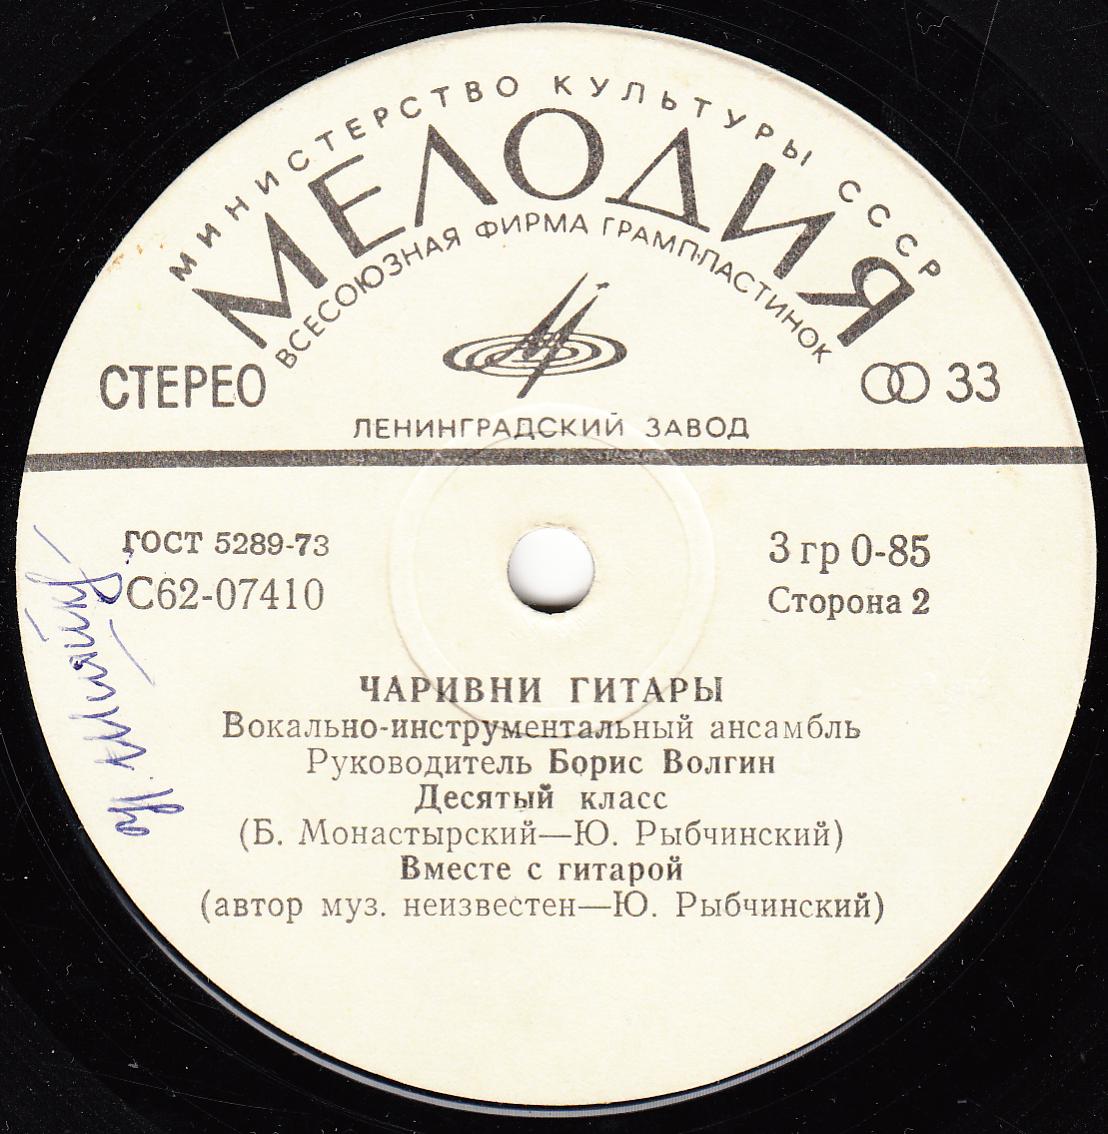 МИНИСТЕРСТВО КУЛЬТУРЫ СССР
МЕЛОДИЯ
ВСЕСОЮЗНАЯ ФИРМА ГРАМПЛАСТИНОК
СТЕРЕО
33
ЛЕНИНГРАДСКИЙ ЗАВОД
ГОСТ 5289-73
3 гр 0-85
С62-07410
Сторона 2
ЧАРИВНИ ГИТАРЫ
Вокально-инструментальный ансамбль
Руководитель Борис Волгин
Десятый класс
(Б. Монастырский—Ю. Рыбчинский)
Вместе с гитарой
(автор муз. неизвестен—Ю. Рыбчинский)